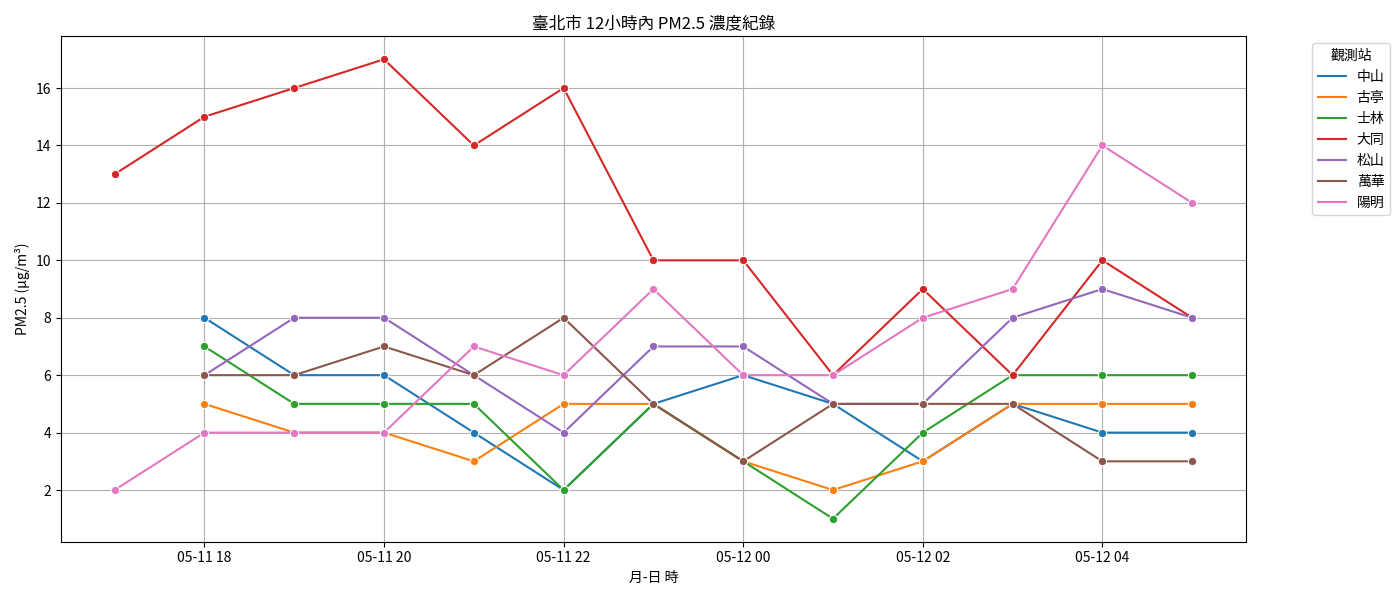 臺北市 12小時內 PM2.5 濃度紀錄
PM2.5 (μg/m³)
16
14
12
10
8
6
4
2
05-11 18
05-11 20
05-11 22
05-12 00
05-12 02
05-12 04
月-日 時
觀測站
中山
古亭
士林
大同
松山
萬華
陽明